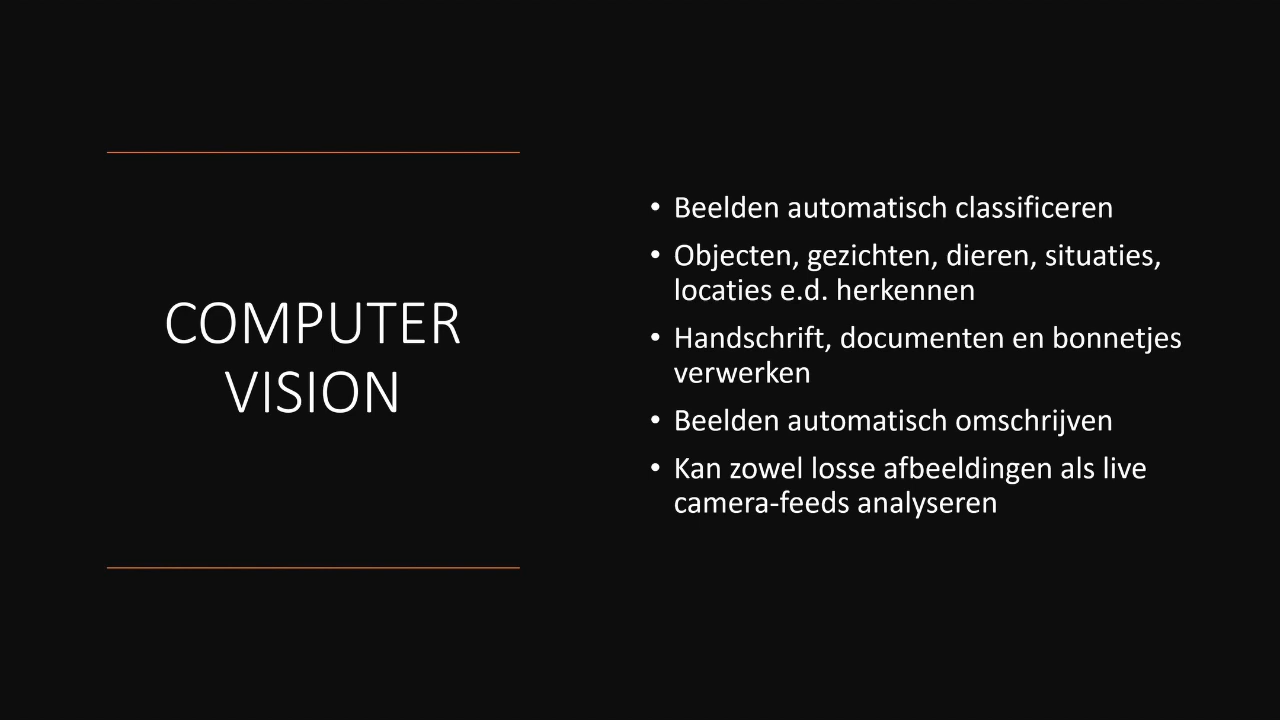 COMPUTER
VISION
• Beelden automatisch classificeren
• Objecten, gezichten, dieren, situaties,
locaties e.d. herkennen
• Handschrift, documenten en bonnetjes
verwerken
• Beelden automatisch omschrijven
• Kan zowel losse afbeeldingen als live
camera-feeds analyseren